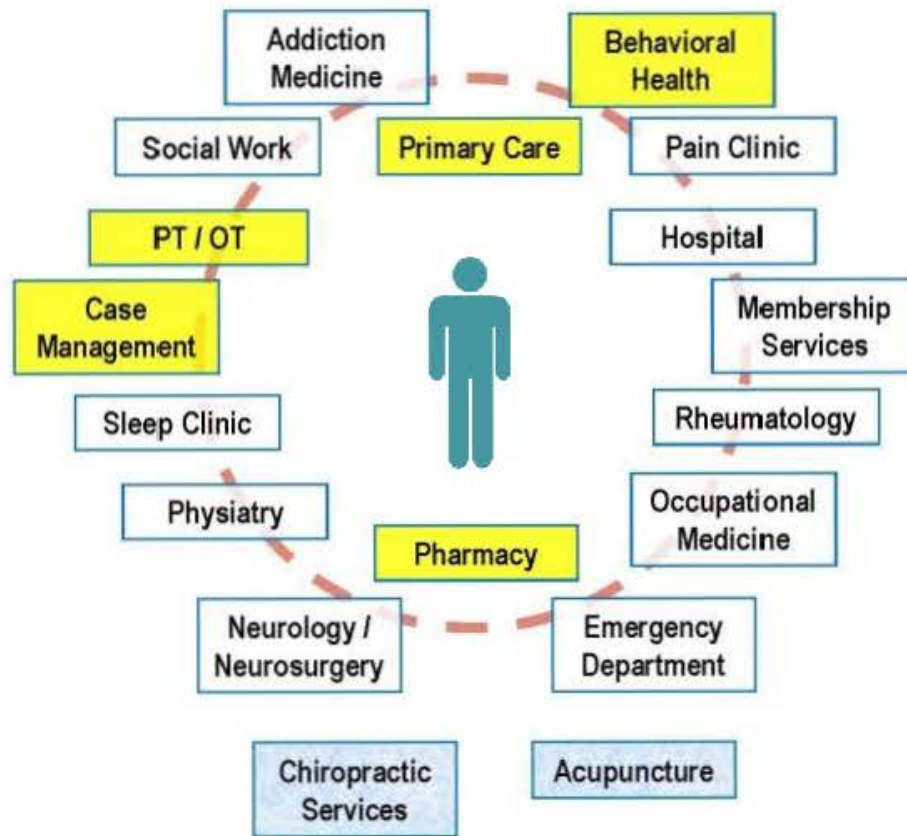 Addiction
Medicine
Behavioral
Health
Social Work
Primary Care
Pain Clinic
PT / OT
Hospital
Case
Management
Membership
Services
Sleep Clinic
Rheumatology
Physiatry
Occupational
Medicine
Pharmacy
Neurology /
Neurosurgery
Emergency
Department
Chiropractic
Services
Acupuncture